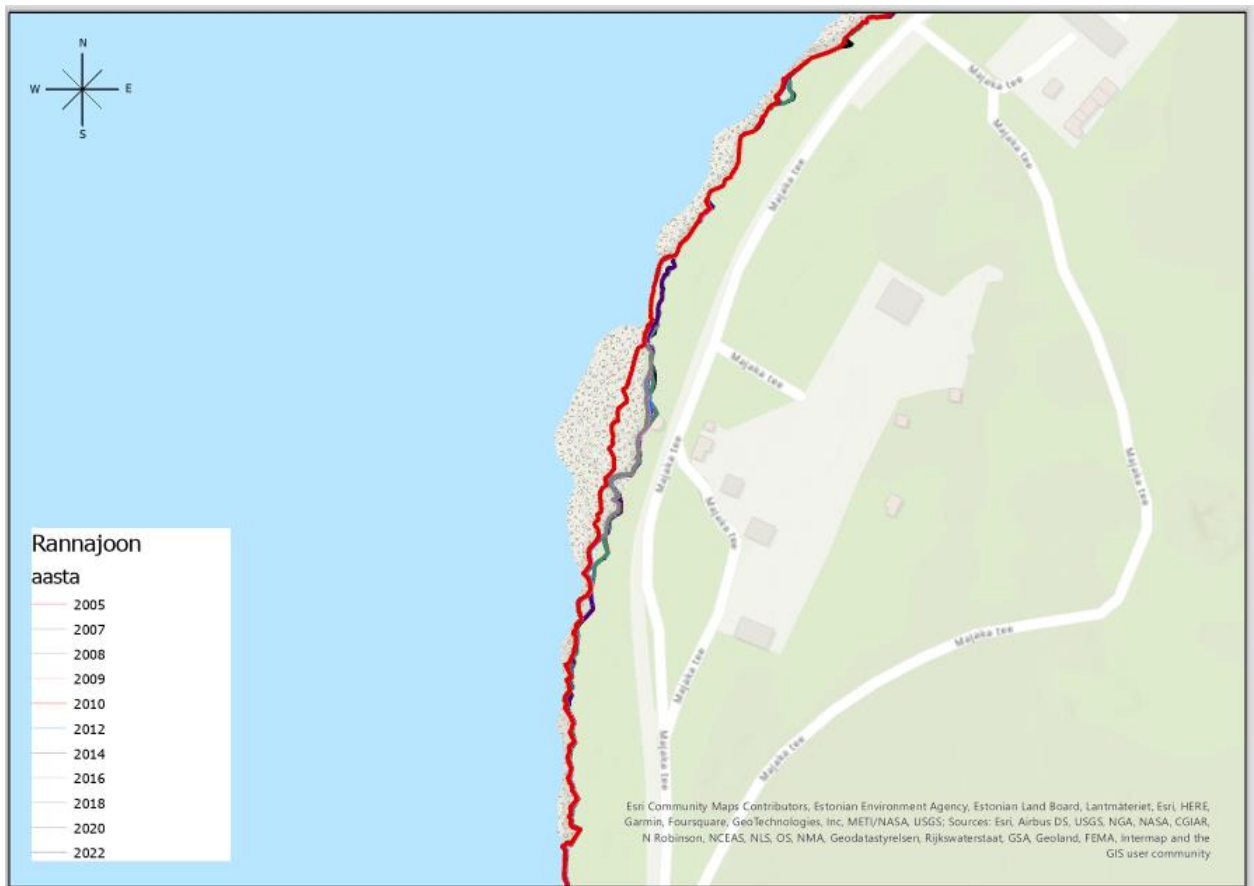 N
W E
S
Majaka tee
Majaka tee
Majaka tee
Majaka tee
Majaka tee
Majaka tee
Majaka tee
Majaka tee
Majaka tee
Majaka tee
Majaka tee
Rannajoon
aasta
2005
2007
2008
2009
2010
2012
2014
2016
2018
2020
2022
Esri Community Maps Contributors, Estonian Environment Agency, Estonian Land Board, Lantmäteriet, Esri, HERE,
Garmin, Foursquare, GeoTechnologies, Inc, METI/NASA, USGS; Sources: Esri, Airbus DS, USGS, NGA, NASA, CGIAR,
N Robinson, NCEAS, NLS, OS, NMA, Geodatastyrelsen, Rijkswaterstaat, GSA, Geoland, FEMA, Intermap and the
GIS user community